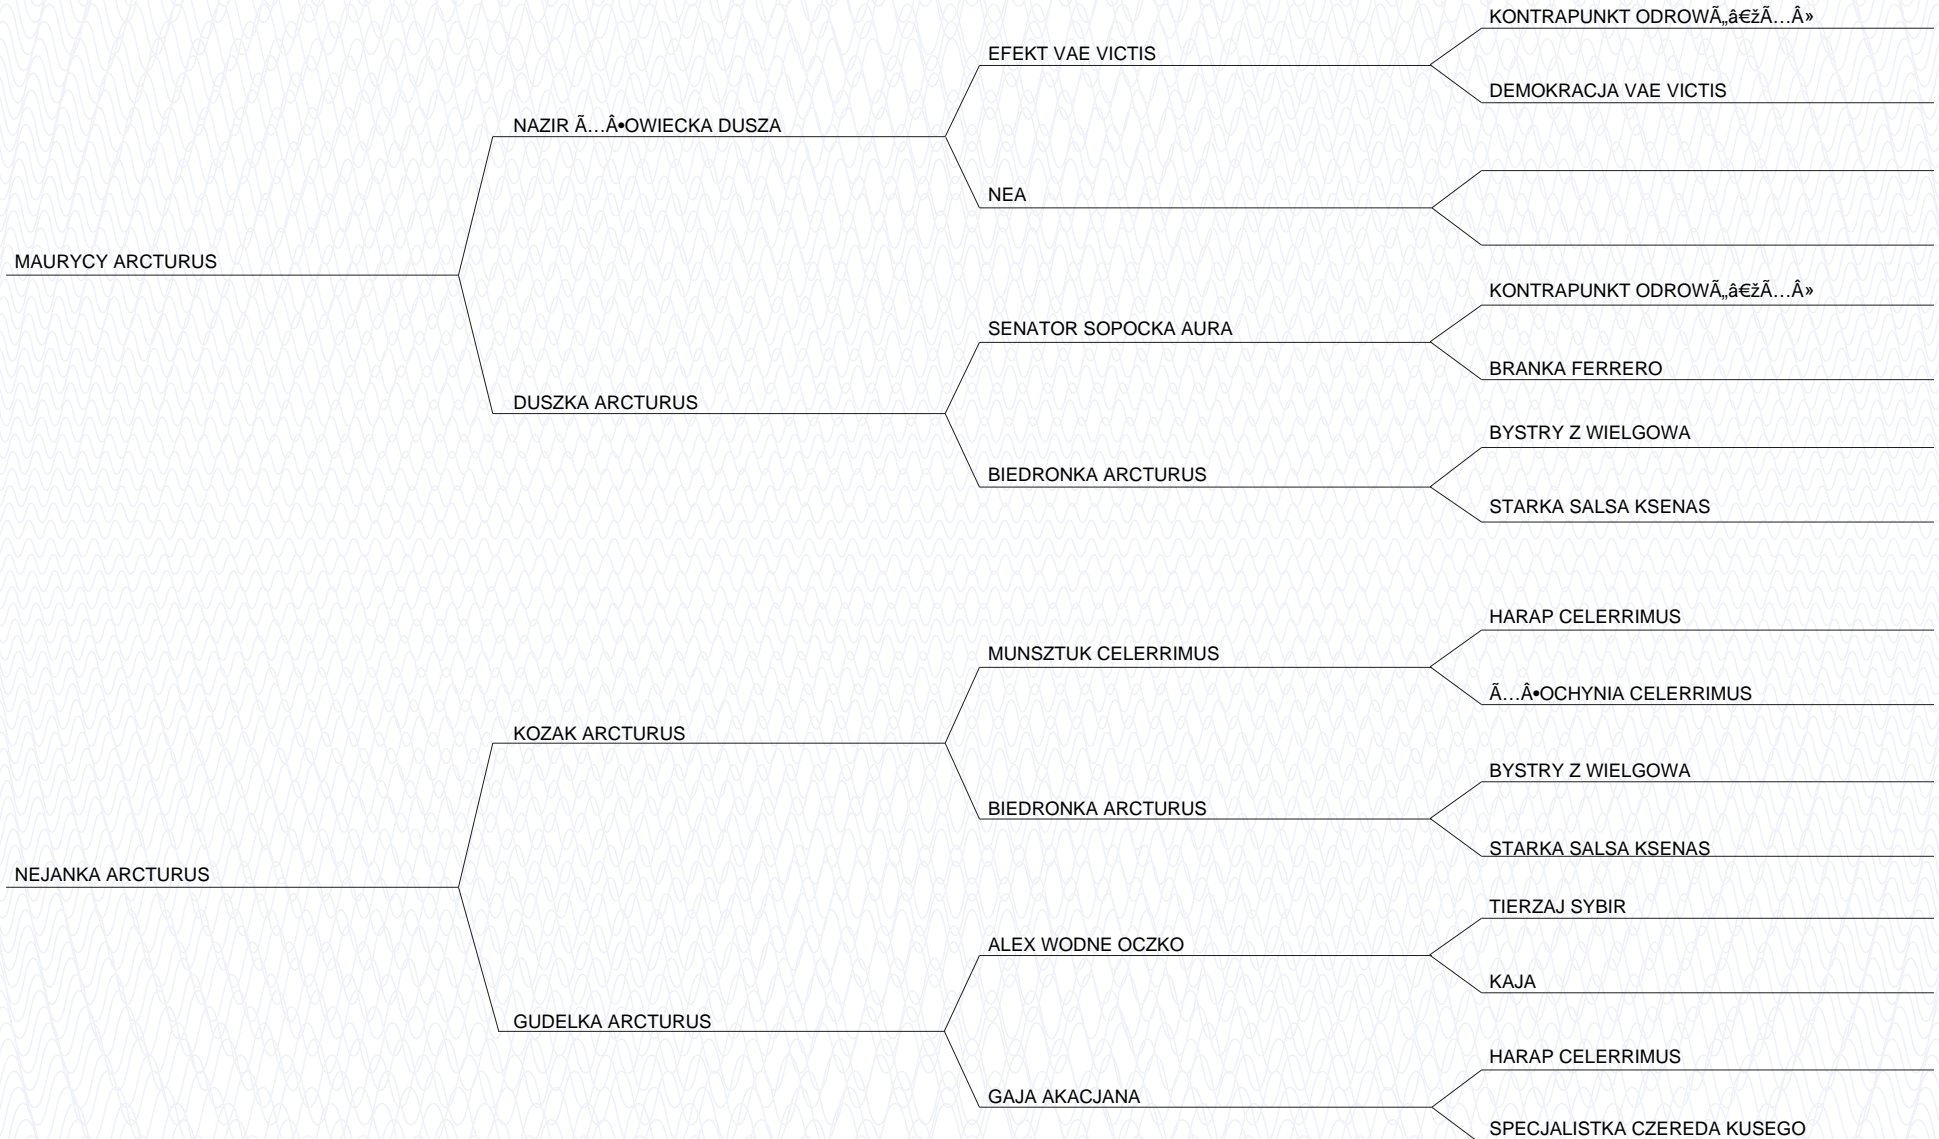 KONTRAPUNKT ODROWÃ„â€žÃ…Â»
EFEKT VAE VICTIS
DEMOKRACJA VAE VICTIS
NAZIR Ã…Â•OWIECKA DUSZA
NEA
MAURYCY ARCTURUS
KONTRAPUNKT ODROWÃ„â€žÃ…Â»
SENATOR SOPOCKA AURA
BRANKA FERRERO
DUSZKA ARCTURUS
BYSTRY Z WIELGOWA
BIEDRONKA ARCTURUS
STARKA SALSA KSENAS
HARAP CELERRIMUS
MUNSZTUK CELERRIMUS
Ã…Â•OCHYNIA CELERRIMUS
KOZAK ARCTURUS
BYSTRY Z WIELGOWA
BIEDRONKA ARCTURUS
STARKA SALSA KSENAS
NEJANKA ARCTURUS
TIERZAJ SYBIR
ALEX WODNE OCZKO
KAJA
GUDELKA ARCTURUS
HARAP CELERRIMUS
GAJA AKACJANA
SPECJALISTKA CZEREDA KUSEGO